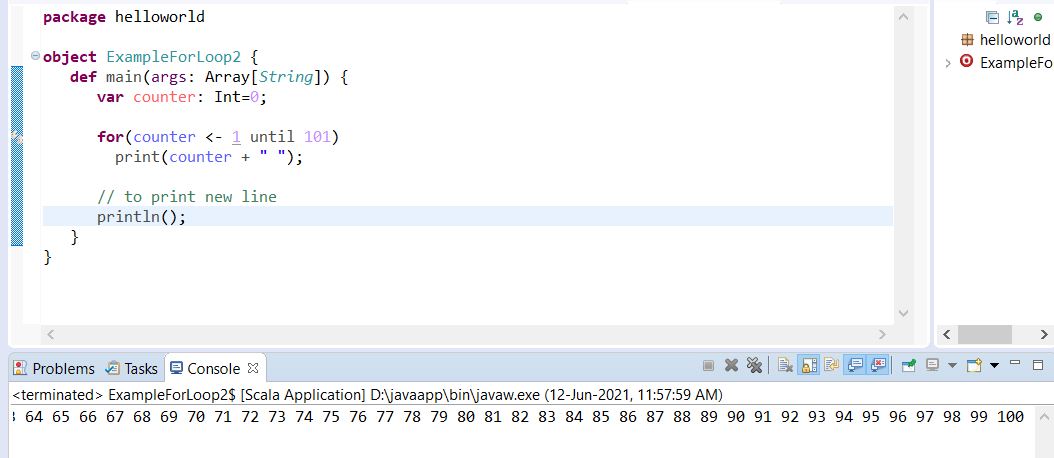 package helloworld
object ExampleForLoop2 {
def main(args: Array[String]) {
var counter: Int=0;
for(counter <- 1 until 101)
print(counter + " ");
// to print new line
println();
}
}
helloworld
ExampleFo
Problems Tasks Console
<terminated> ExampleForLoop2$ [Scala Application] D:\javaapp\bin\javaw.exe (12-Jun-2021, 11:57:59 AM)
64 65 66 67 68 69 70 71 72 73 74 75 76 77 78 79 80 81 82 83 84 85 86 87 88 89 90 91 92 93 94 95 96 97 98 99 100